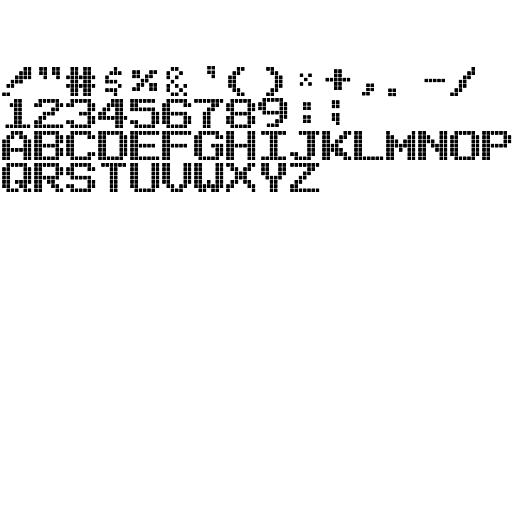 /"#$%&'()×+,. -/
123456789: ;
ABCDEFGHIJKLMNOP
QRSTUVWXYZ